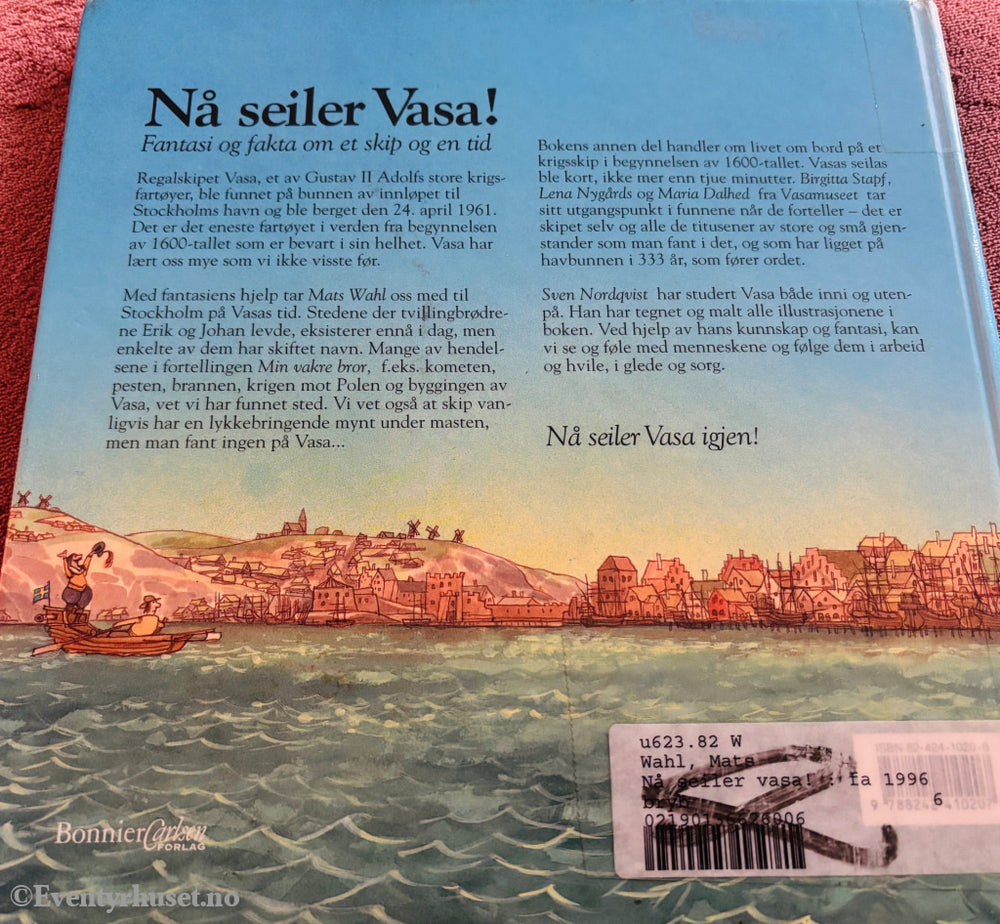 Nå seiler Vasa!
Fantasi og fakta om et skip og en tid
Regalskipet Vasa, et av Gustav II Adolfs store krigs-
fartøyer, ble funnet på bunnen av innløpet til
Stockholms havn og ble berget den 24. april 1961.
Det er det eneste fartøyet i verden fra begynnelsen
av 1600-tallet som er bevart i sin helhet. Vasa har
lært oss mye som vi ikke visste før.
Med fantasiens hjelp tar Mats Wahl oss med til
Stockholm på Vasas tid. Stedene der tvillingbrødre-
ne Erik og Johan levde, eksisterer ennå i dag, men
enkelte av dem har skiftet navn. Mange av hendel-
sene i fortellingen Min vakre bror, f.eks. kometen,
pesten, brannen, krigen mot Polen og byggingen av
Vasa, vet vi har funnet sted. Vi vet også at skip van-
ligvis har en lykkebringende mynt under masten,
men man fant ingen på Vasa...
Bokens annen del handler om livet om bord på et
krigsskip i begynnelsen av 1600-tallet. Vasas seilas
ble kort, ikke mer enn tjue minutter. Birgitta Stapf,
Lena Nygårds og Maria Dalhed fra Vasamuseet tar
sitt utgangspunkt i funnene når de forteller – det er
skipet selv og alle de titusener av store og små gjen-
stander som man fant i det, og som har ligget på
havbunnen i 333 år, som fører ordet.
Sven Nordqvist har studert Vasa både inni og uten-
på. Han har tegnet og malt alle illustrasjonene i
boken. Ved hjelp av hans kunnskap og fantasi, kan
vi se og føle med menneskene og følge dem i arbeid
og hvile, i glede og sorg.
Nå seiler Vasa igjen!
u623.82 W
Wahl, Mats
Nå seiler vasa! : fa 1996
6
ISBN 82-424-1020-6
Bonnier Carlsen
FORLAG
©Eventyrhuset.no